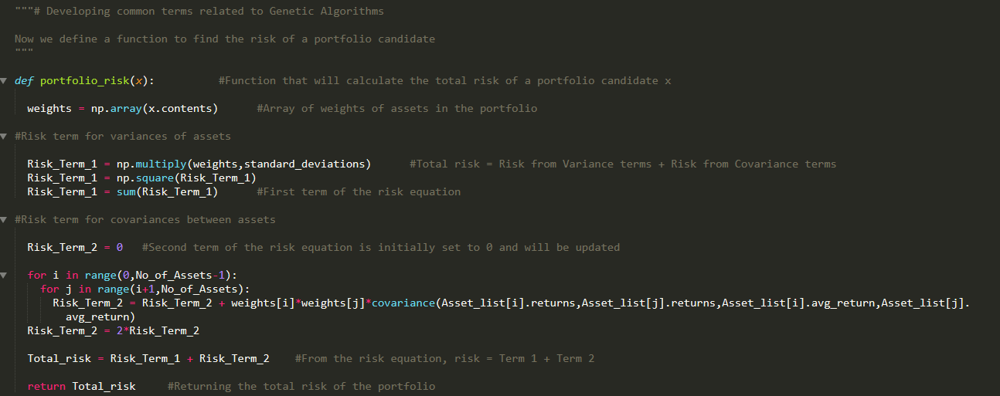 """# Developing common terms related to Genetic Algorithms
Now we define a function to find the risk of a portfolio candidate
"""
def portfolio_risk(x):          #Function that will calculate the total risk of a portfolio candidate x
  weights = np.array(x.contents)      #Array of weights of assets in the portfolio
#Risk term for variances of assets
  Risk_Term_1 = np.multiply(weights,standard_deviations)      #Total risk = Risk from Variance terms + Risk from Covariance terms
  Risk_Term_1 = np.square(Risk_Term_1)
  Risk_Term_1 = sum(Risk_Term_1)      #First term of the risk equation
#Risk term for covariances between assets
  Risk_Term_2 = 0   #Second term of the risk equation is initially set to 0 and will be updated
  for i in range(0,No_of_Assets-1):
    for j in range(i+1,No_of_Assets):
      Risk_Term_2 = Risk_Term_2 + weights[i]*weights[j]*covariance(Asset_list[i].returns,Asset_list[j].returns,Asset_list[i].avg_return,Asset_list[j].
        avg_return)
  Risk_Term_2 = 2*Risk_Term_2
  Total_risk = Risk_Term_1 + Risk_Term_2    #From the risk equation, risk = Term 1 + Term 2
  return Total_risk     #Returning the total risk of the portfolio